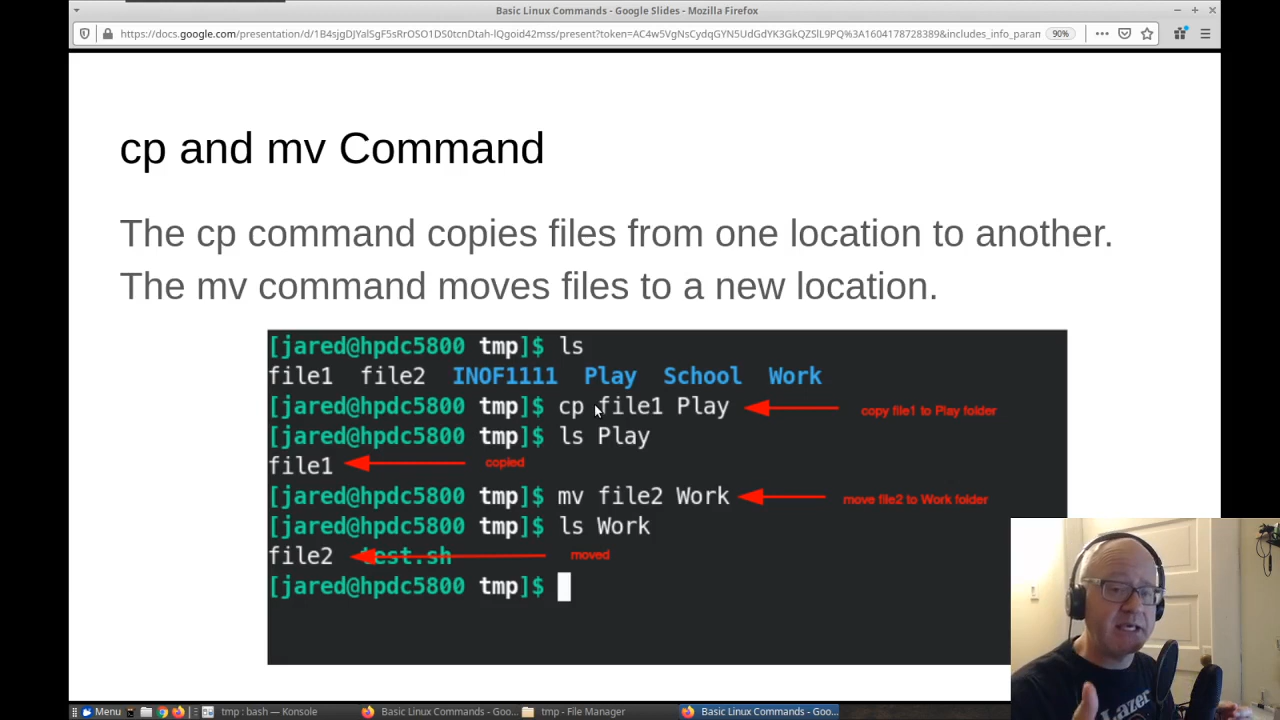 Basic Linux Commands - Google Slides - Mozilla Firefox
https://docs.google.com/presentation/d/1B4sjgDJYalSgF5sRrOSO1DS0tcnDtu0-lQgoid42mss/present?token=AC4w5VgNsCydqGYN5UdGdYK3GkQZSlL9PQ%3A1604178728389&includes_info_param 90%
cp and mv Command
The cp command copies files from one location to another.
The mv command moves files to a new location.
[jared@hpdc5800 tmp]$ ls
file1 file2 INOF1111 Play School Work
[jared@hpdc5800 tmp]$ cp file1 Play copy file1 to Play folder
[jared@hpdc5800 tmp]$ ls Play
file1 copied
[jared@hpdc5800 tmp]$ mv file2 Work move file2 to Work folder
[jared@hpdc5800 tmp]$ ls Work
file2 test.sh moved
[jared@hpdc5800 tmp]$
Lazer
Menu tmp : bash — Konsole Basic Linux Commands - Goo... tmp - File Manager Basic Linux Commands - Goo...